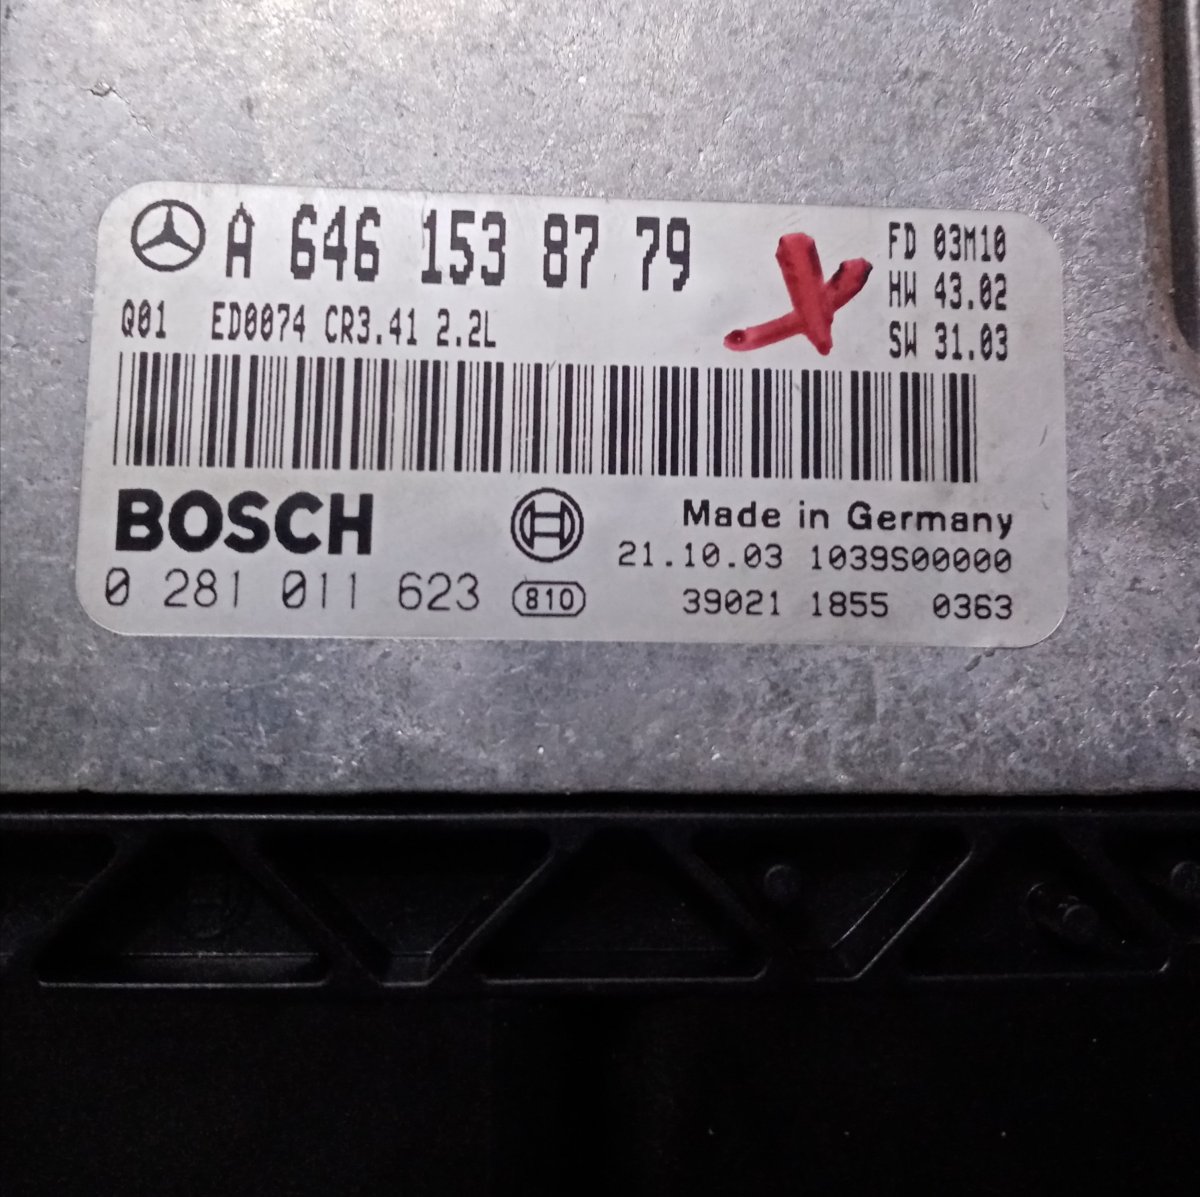 A 646 153 87 79
FD 03M10
HW 43.02
SW 31.03
Q01 ED0074 CR3.41 2.2L
BOSCH
Made in Germany
21.10.03 1039S00000
0 281 011 623 810
39021 1855 0363